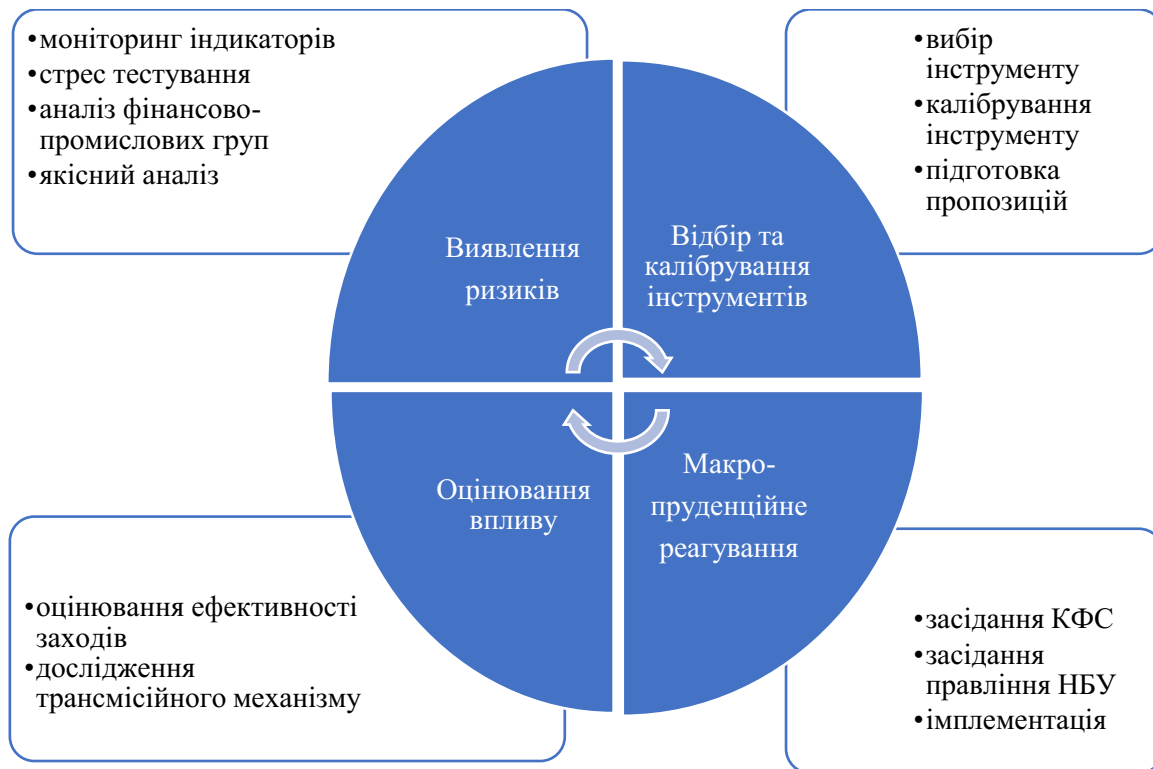 •моніторинг індикаторів
•стрес тестування
•аналіз фінансово-
промислових груп
•якісний аналіз
•вибір
інструменту
•калібрування
інструменту
•підготовка
пропозицій
Виявлення
ризиків
Відбір та
калібрування
інструментів
Оцінювання
впливу
Макро-
пруденційне
реагування
•оцінювання ефективності
заходів
•дослідження
трансмісійного механізму
•засідання КФС
•засідання
правління НБУ
•імплементація